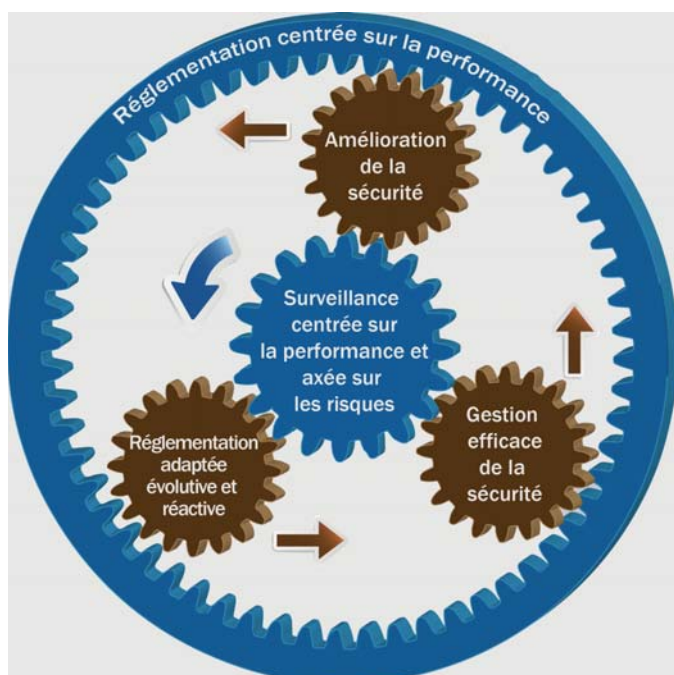 Réglementation centrée sur la performance
Amélioration
de la
sécurité
Surveillance
centrée sur
la performance et
axée sur
les risques
Réglementation
adaptée
évolutive et
réactive
Gestion
efficace
de la
sécurité